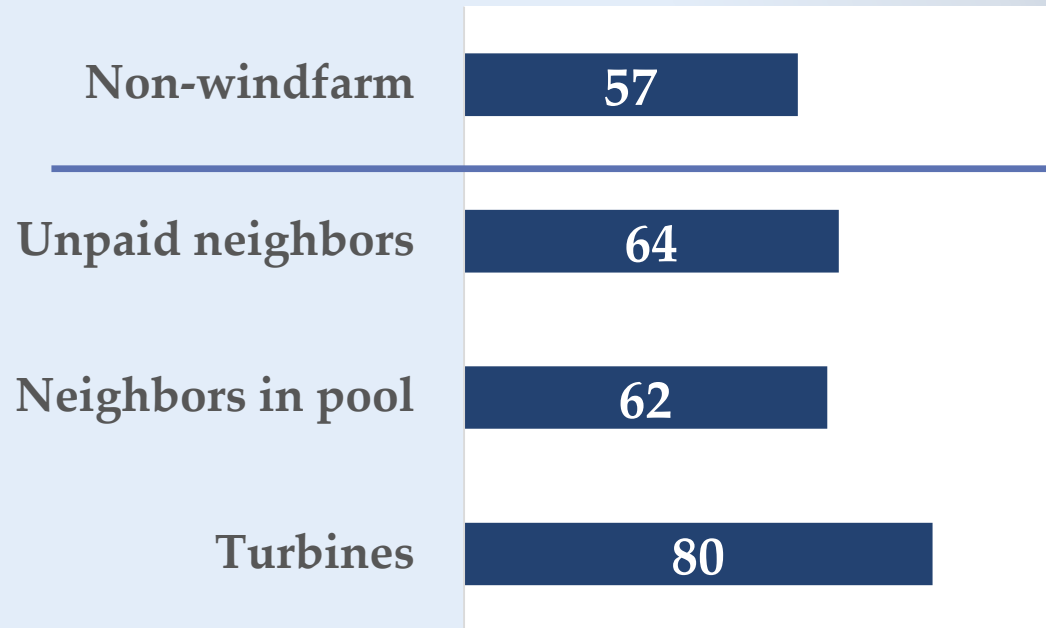 Non-windfarm 57
Unpaid neighbors 64
Neighbors in pool 62
Turbines 80